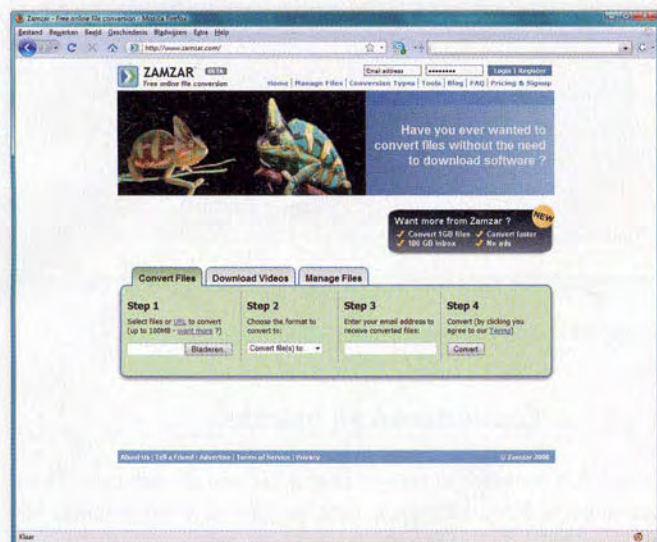 Zamzar - Free online file conversion - Mozilla Firefox
Bestand Bewerken Beeld Geschiedenis Bladwijzers Extra Help
http://www.zamzar.com/
ZAMZAR BETA
Free online file conversion
Email address
Login | Register
Home | Manage Files | Conversion Types | Tools | Blog | FAQ | Pricing & Signup
Have you ever wanted to
convert files without the need
to download software ?
Want more from Zamzar ?
NEW
Convert 1GB files Convert faster
100 GB Inbox No ads
Convert Files Download Videos Manage Files
Step 1
Select files or URL to convert
(up to 100MB - want more ?)
Bladeren...
Step 2
Choose the format to
convert to:
Convert file(s) to:
Step 3
Enter your email address to
receive converted files:
Step 4
Convert (by clicking you
agree to our Terms)
Convert
About Us | Tell a Friend | Advertise | Terms of Service | Privacy
© Zamzar 2008
Klaar